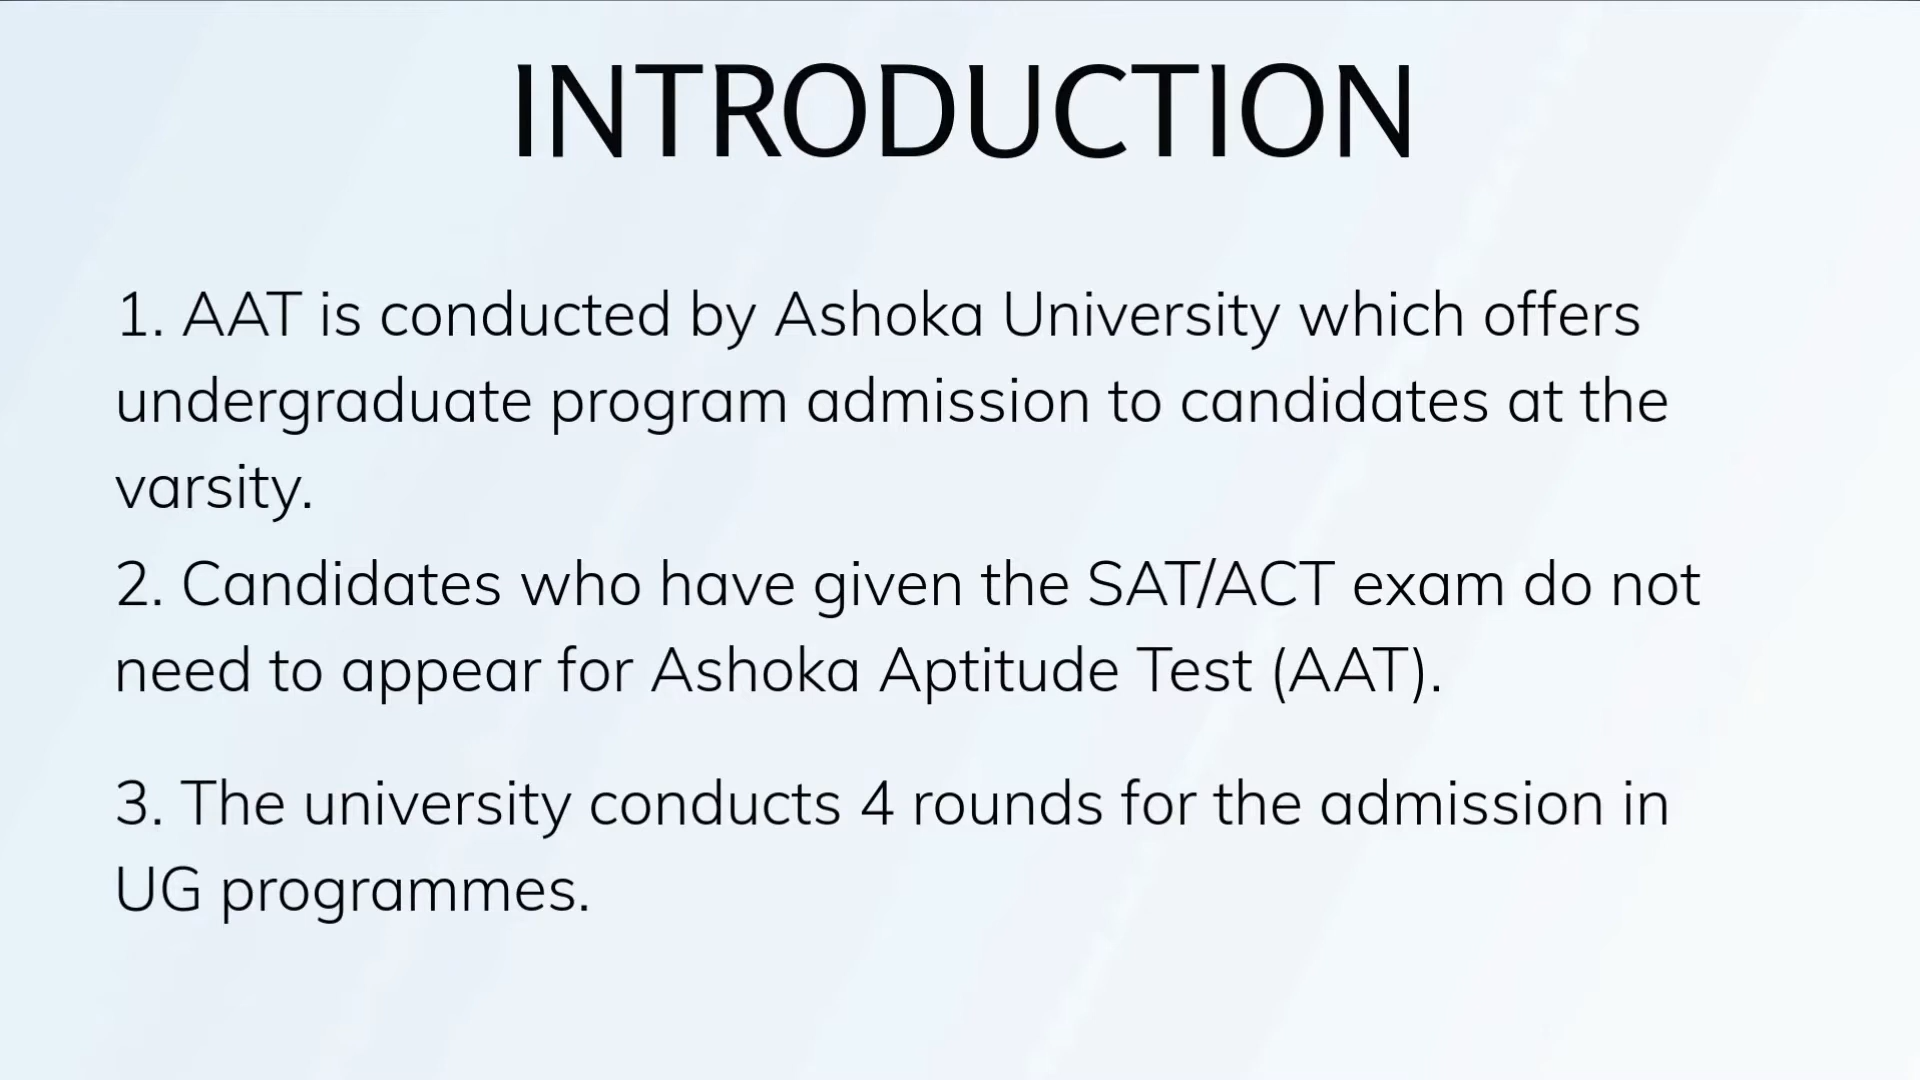 INTRODUCTION
1. AAT is conducted by Ashoka University which offers
undergraduate program admission to candidates at the
varsity.
2. Candidates who have given the SAT/ACT exam do not
need to appear for Ashoka Aptitude Test (AAT).
3. The university conducts 4 rounds for the admission in
UG programmes.